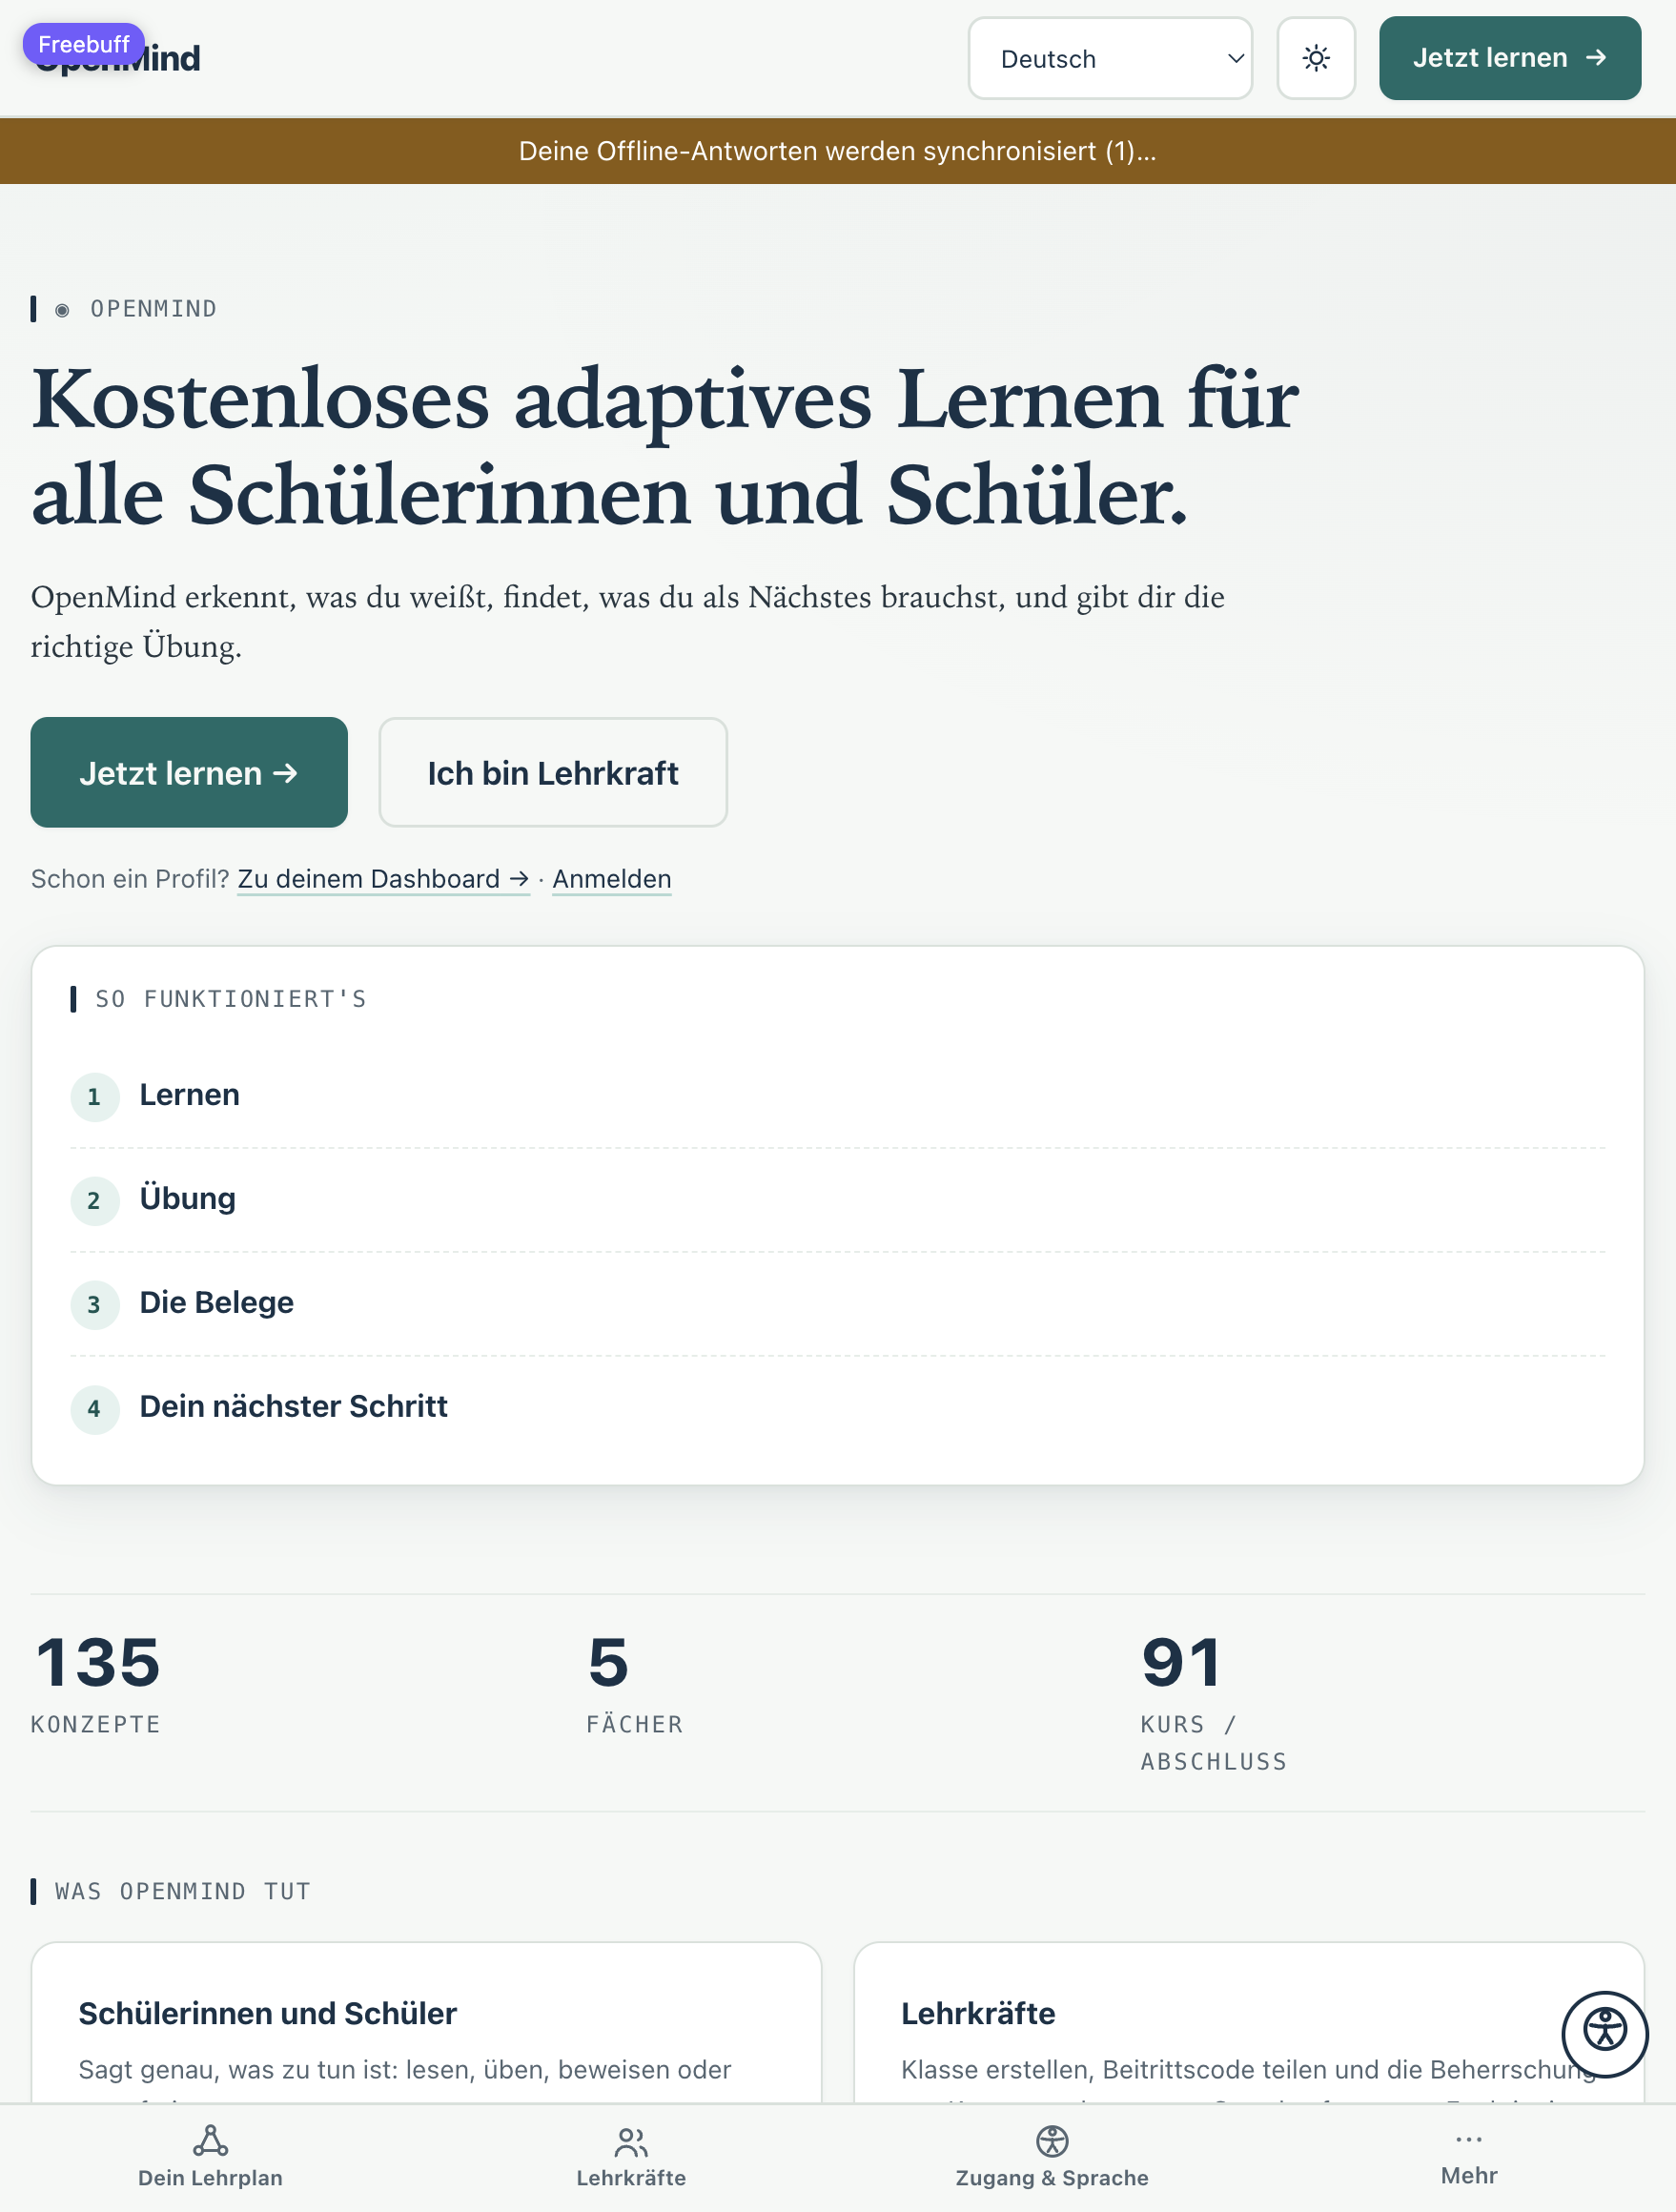 Freebuff
OpenMind
Deutsch
Jetzt lernen →
Deine Offline-Antworten werden synchronisiert (1)...
◉ OPENMIND
Kostenloses adaptives Lernen für
alle Schülerinnen und Schüler.
OpenMind erkennt, was du weißt, findet, was du als Nächstes brauchst, und gibt dir die
richtige Übung.
Jetzt lernen →
Ich bin Lehrkraft
Schon ein Profil? Zu deinem Dashboard → · Anmelden
SO FUNKTIONIERT'S
1 Lernen
2 Übung
3 Die Belege
4 Dein nächster Schritt
135
KONZEPTE
5
FÄCHER
91
KURS /
ABSCHLUSS
WAS OPENMIND TUT
Schülerinnen und Schüler
Sagt genau, was zu tun ist: lesen, üben, beweisen oder
Lehrkräfte
Klasse erstellen, Beitrittscode teilen und die Beherrschung
Dein Lehrplan
Lehrkräfte
Zugang & Sprache
Mehr